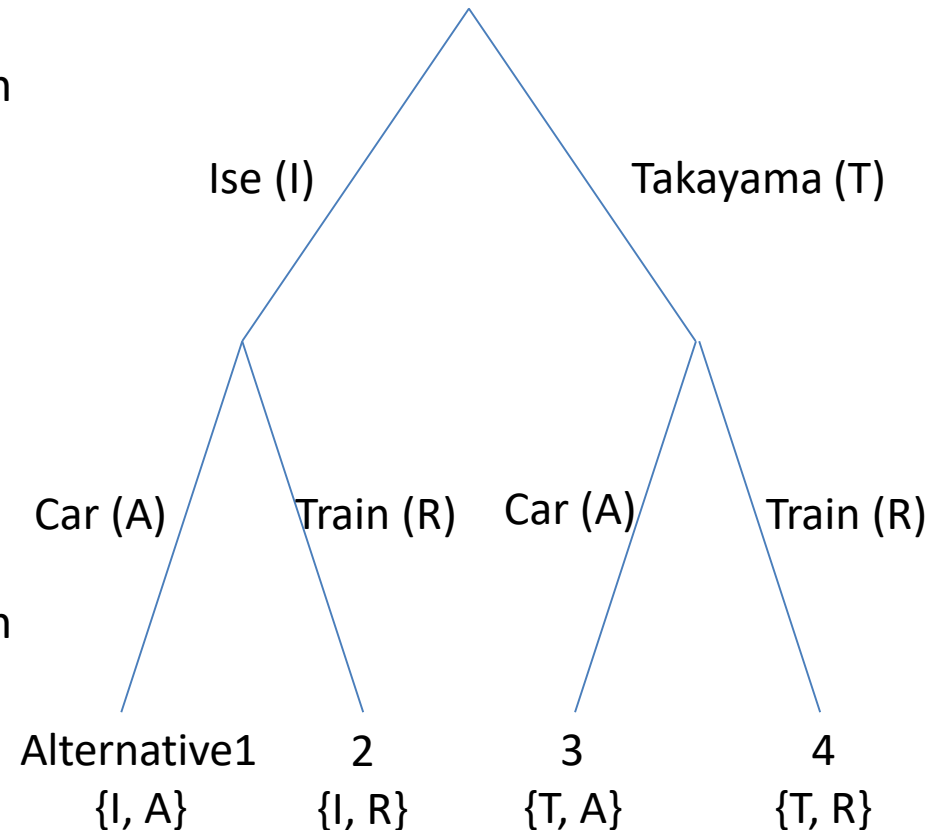 n
Ise (I)
Takayama (T)
Car (A)
Train (R)
Car (A)
Train (R)
n
Alternative1
2
3
4
{I, A}
{I, R}
{T, A}
{T, R}